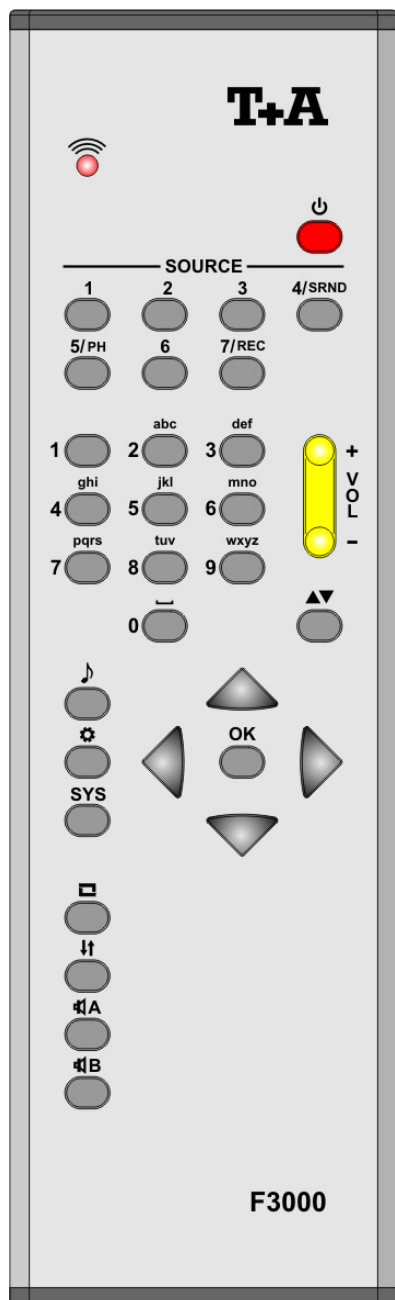 T+A
SOURCE
1 2 3 4/SRND
5/PH 6 7/REC
abc def
1 2 3 +
VOL
ghi jkl mno
4 5 6
pqrs tuv wxyz
7 8 9 -
0
OK
SYS
A
B
F3000